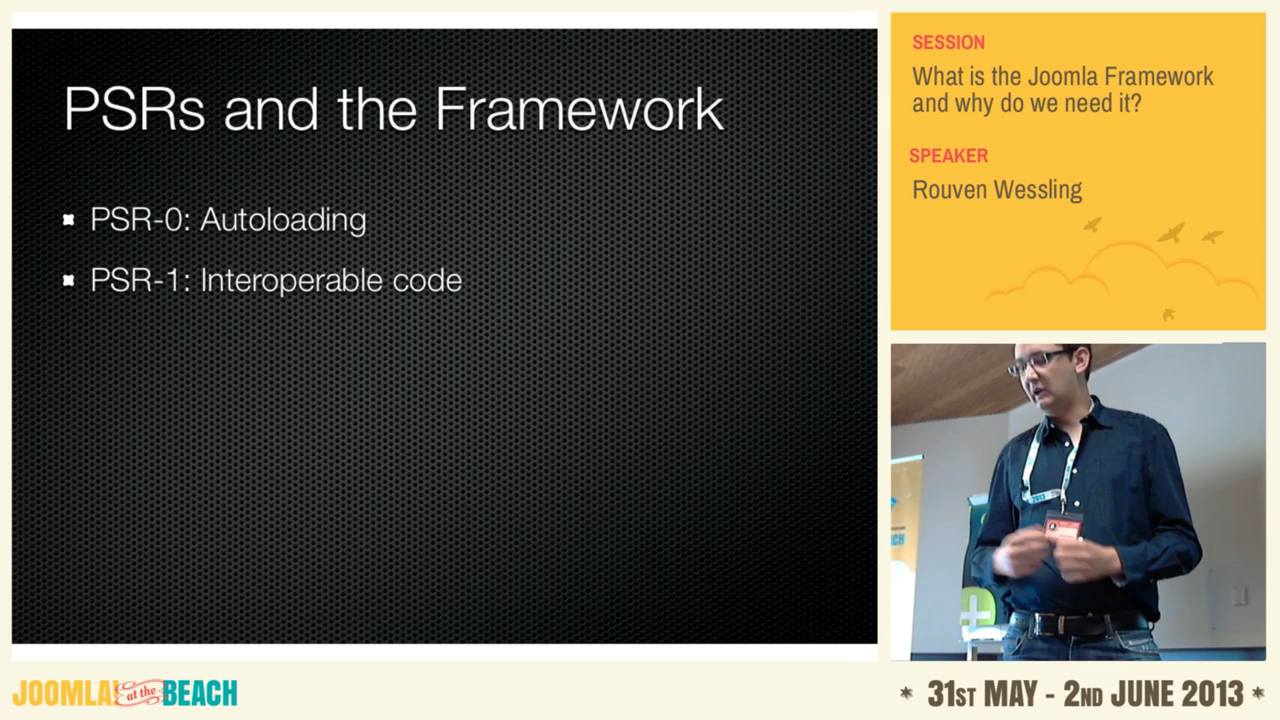 PSRs and the Framework
PSR-0: Autoloading
PSR-1: Interoperable code
SESSION
What is the Joomla Framework
and why do we need it?
SPEAKER
Rouven Wessling
JOOMLA! at the BEACH
* 31ST MAY - 2ND JUNE 2013 *